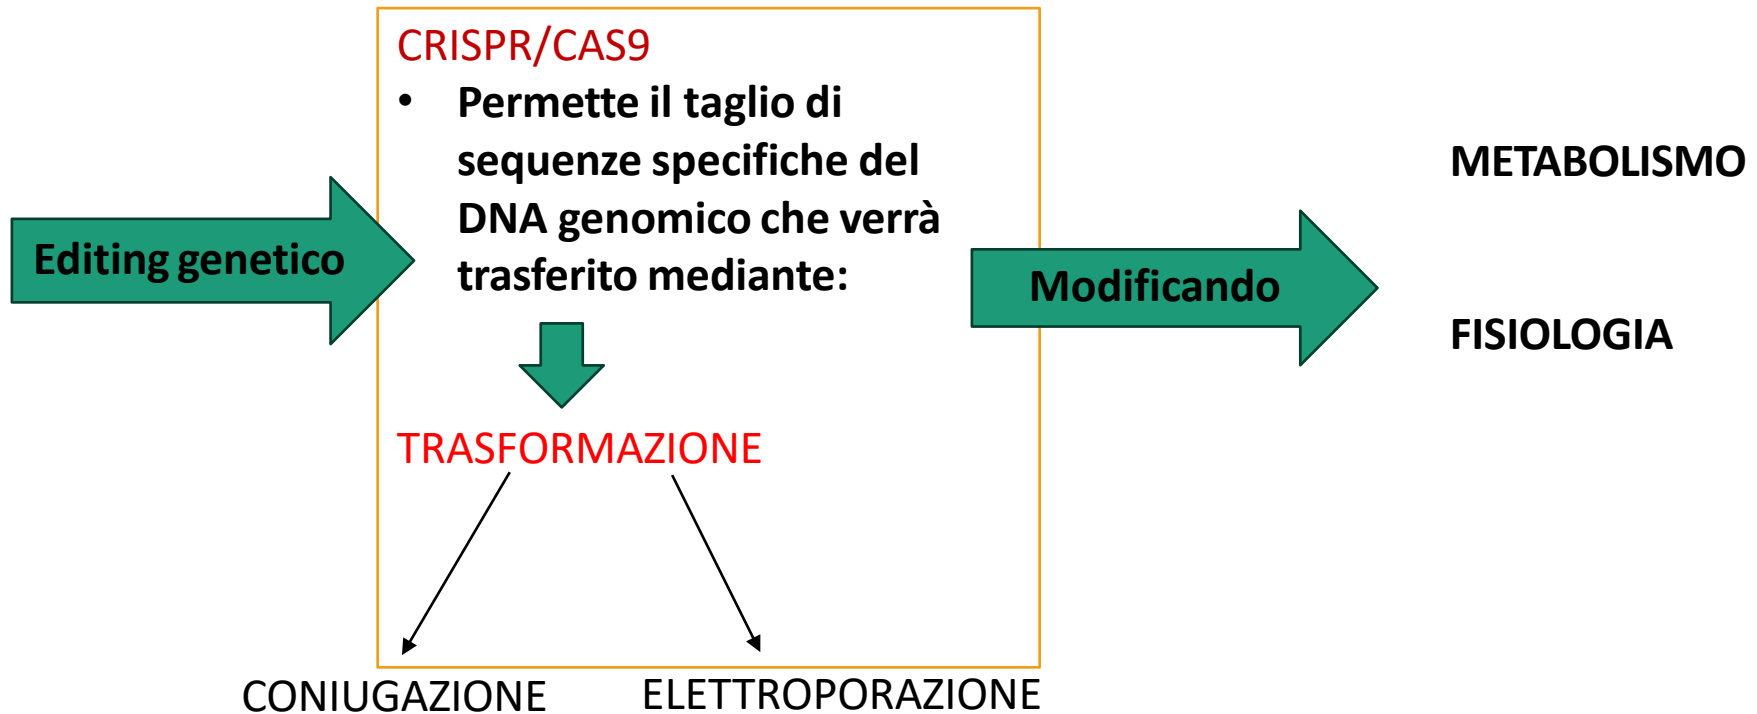 Editing genetico
CRISPR/CAS9
• Permette il taglio di
sequenze specifiche del
DNA genomico che verrà
trasferito mediante:
TRASFORMAZIONE
CONIUGAZIONE
ELETTROPORAZIONE
Modificando
METABOLISMO
FISIOLOGIA